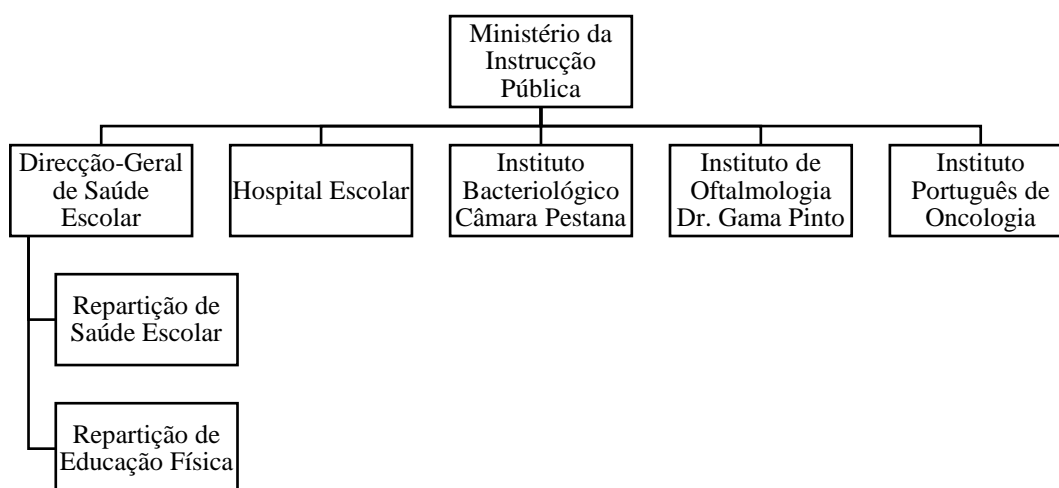 Ministério da
Instrucção
Pública
Direcção-Geral
de Saúde
Escolar
Hospital Escolar
Instituto
Bacteriológico
Câmara Pestana
Instituto de
Oftalmologia
Dr. Gama Pinto
Instituto
Português de
Oncologia
Repartição de
Saúde Escolar
Repartição de
Educação Física